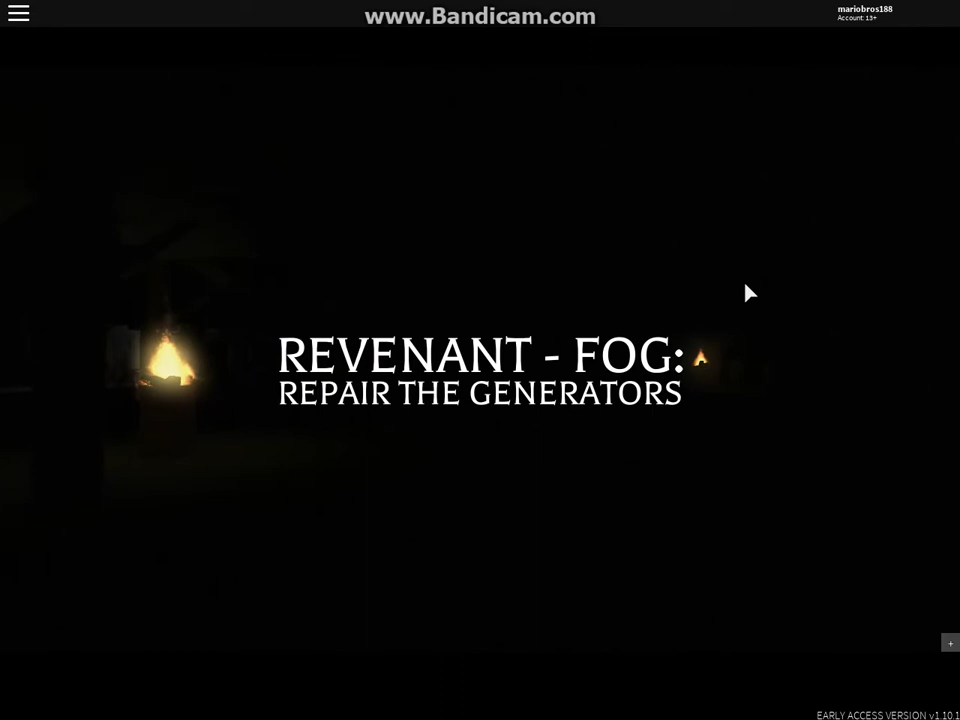 www.Bandicam.com
mariobros188
Account: 13+
REVENANT - FOG:
REPAIR THE GENERATORS
+
EARLY ACCESS VERSION v1.10.1